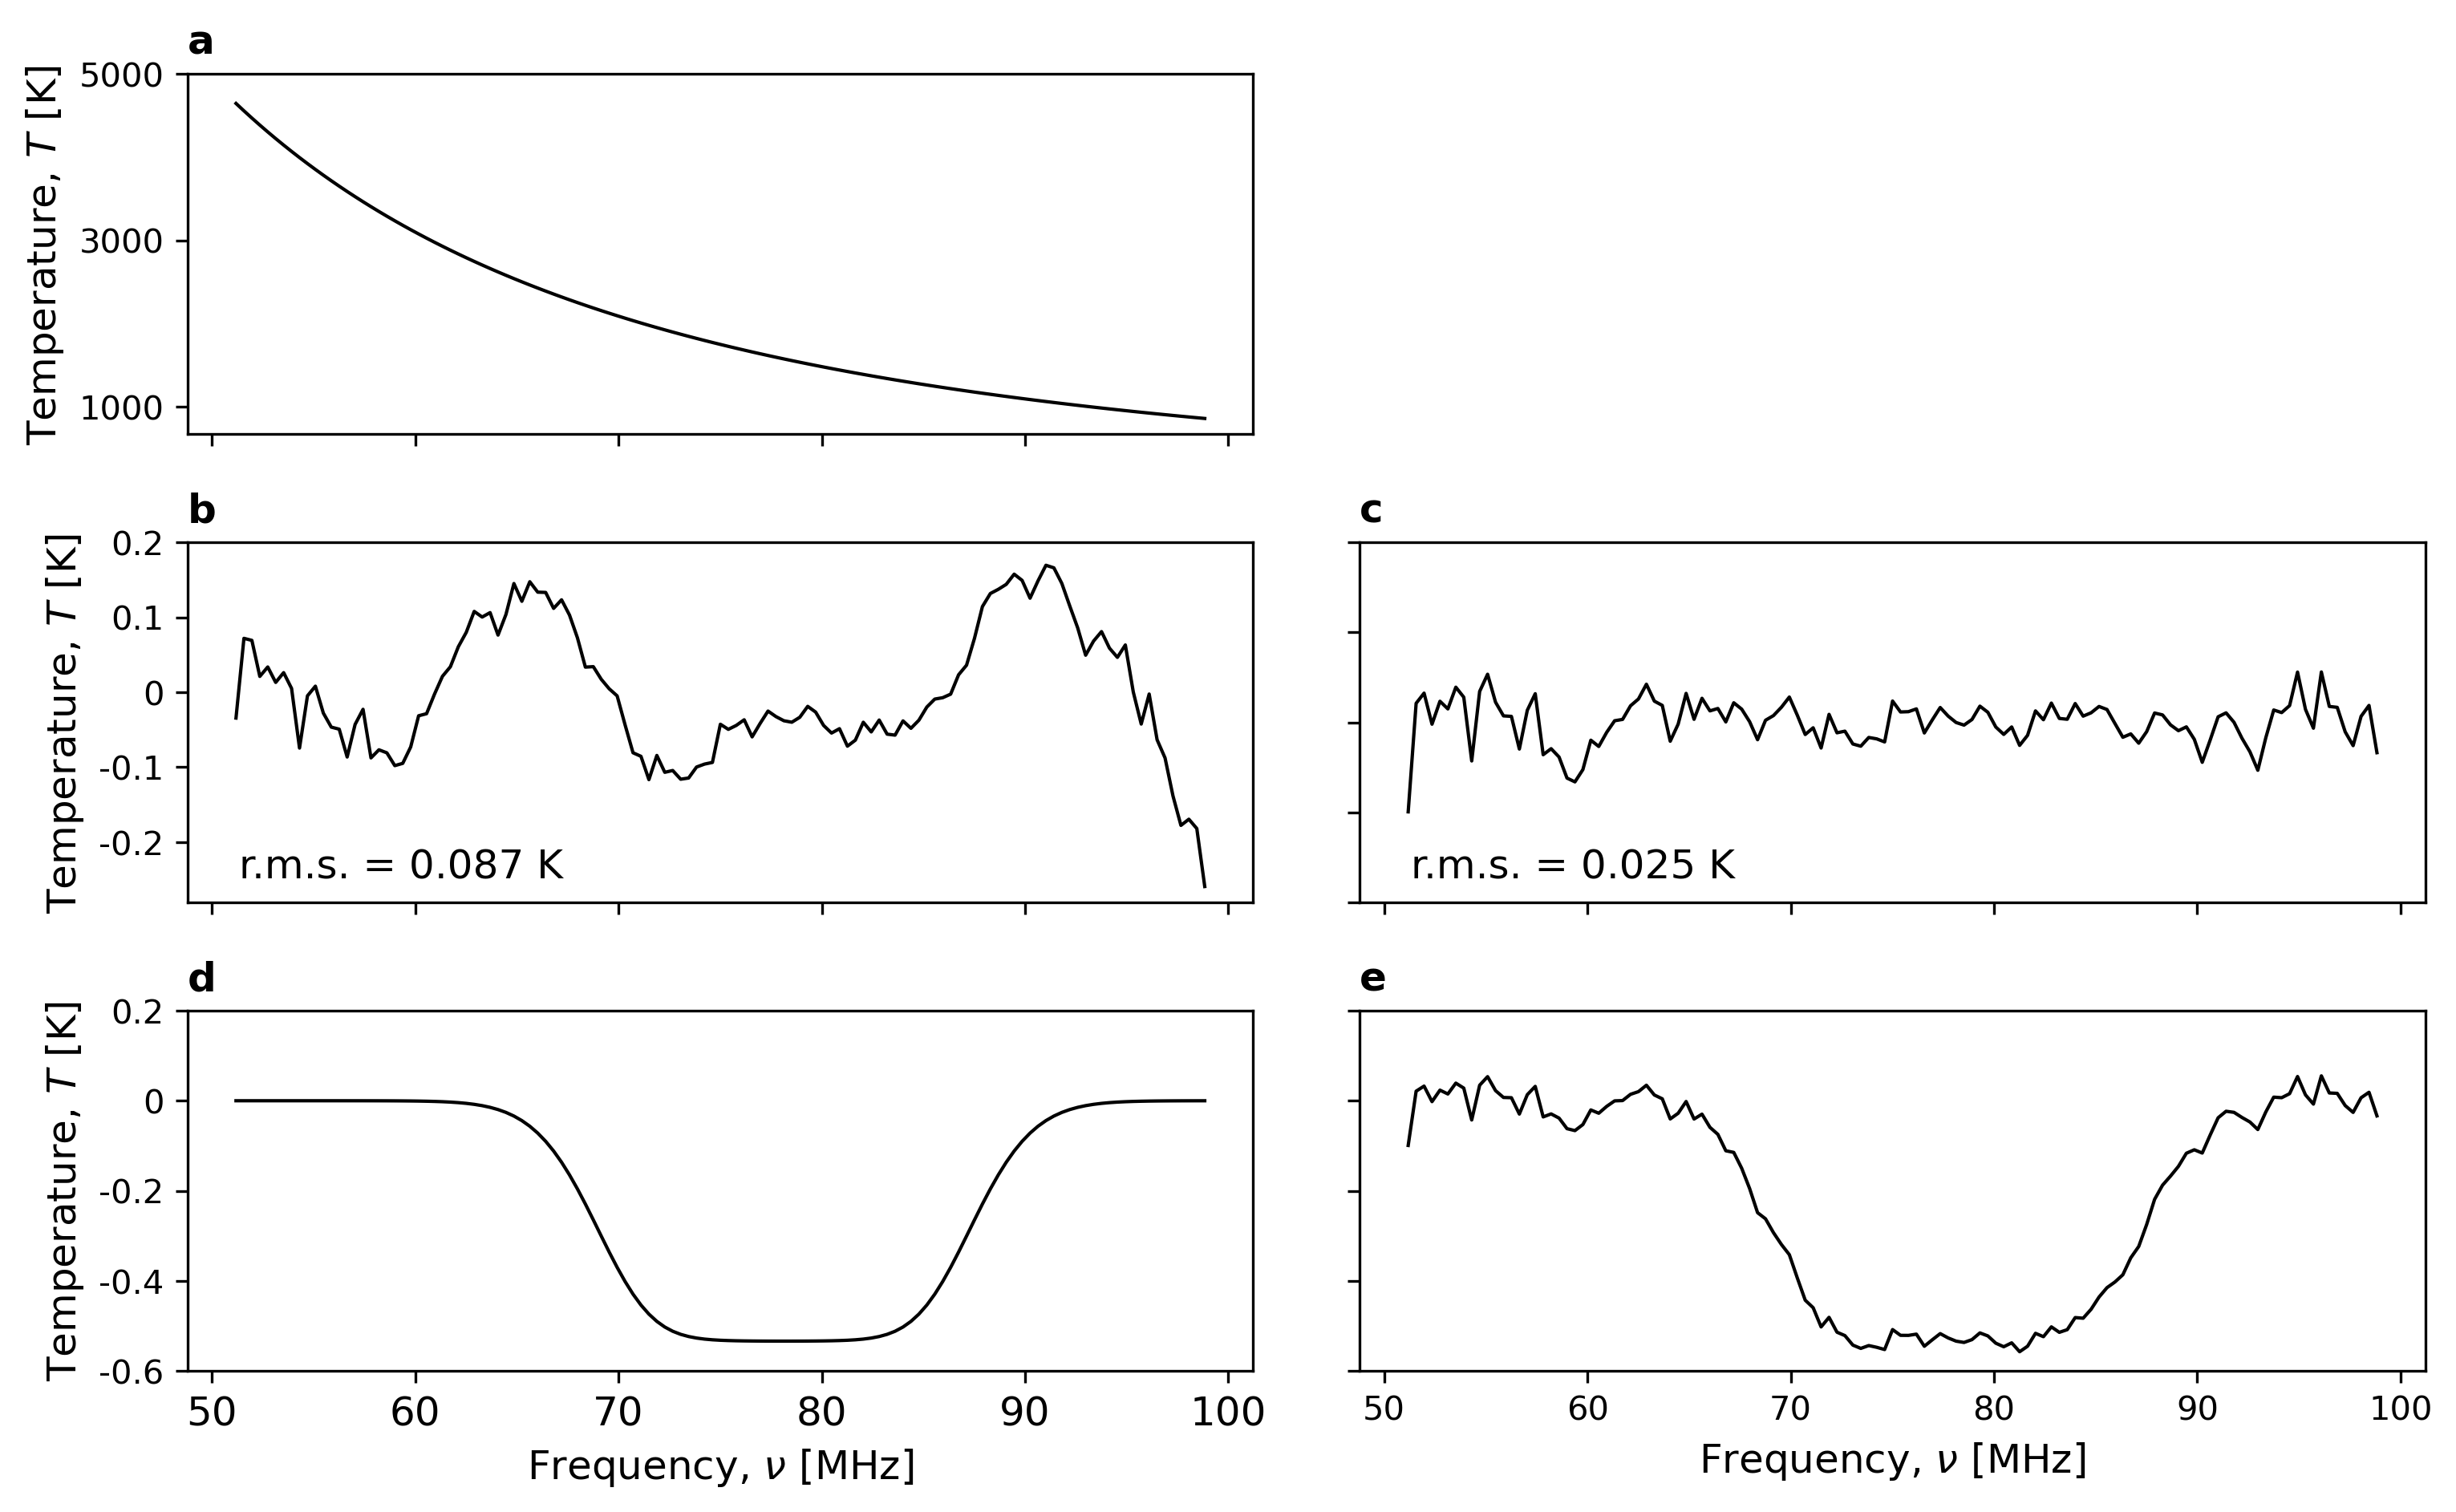 a
5000
3000
1000
Temperature, T [K]
b
0.2
0.1
0
-0.1
-0.2
Temperature, T [K]
r.m.s. = 0.087 K
c
r.m.s. = 0.025 K
d
0.2
0
-0.2
-0.4
-0.6
Temperature, T [K]
50 60 70 80 90 100
Frequency, ν [MHz]
e
50 60 70 80 90 100
Frequency, ν [MHz]